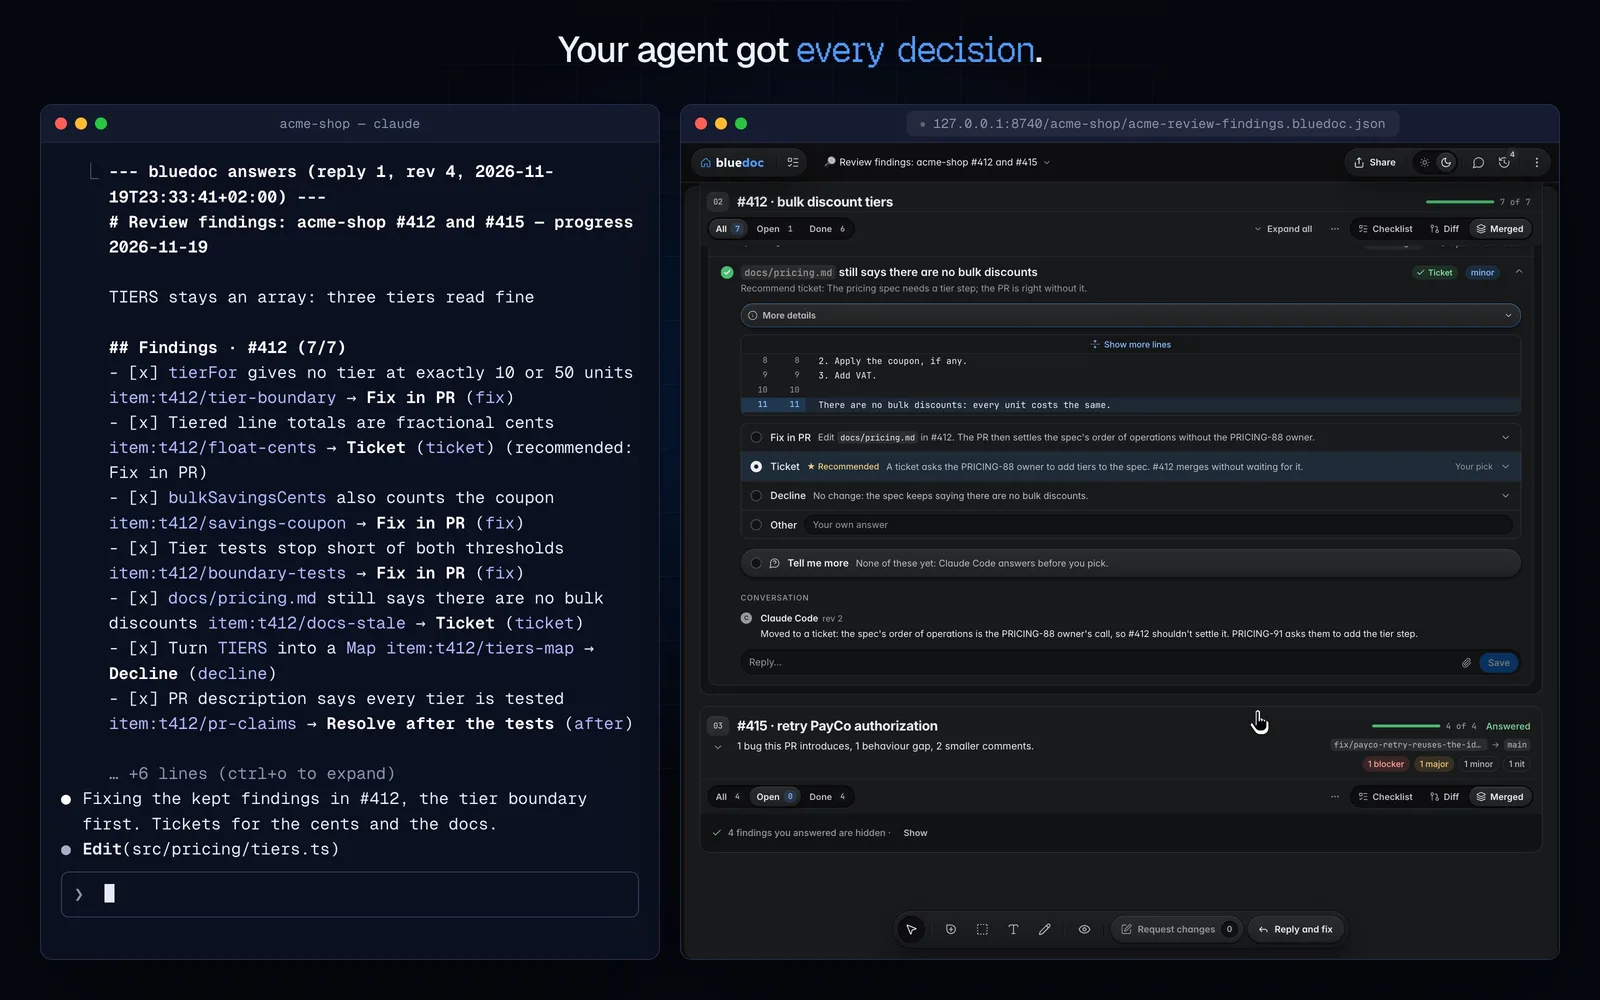 Your agent got every decision.
acme-shop — claude
--- bluedoc answers (reply 1, rev 4, 2026-11-
19T23:33:41+02:00) ---
# Review findings: acme-shop #412 and #415 — progress
2026-11-19
TIERS stays an array: three tiers read fine
## Findings · #412 (7/7)
- [x] tierFor gives no tier at exactly 10 or 50 units
item:t412/tier-boundary → Fix in PR (fix)
- [x] Tiered line totals are fractional cents
item:t412/float-cents → Ticket (ticket) (recommended:
Fix in PR)
- [x] bulkSavingsCents also counts the coupon
item:t412/savings-coupon → Fix in PR (fix)
- [x] Tier tests stop short of both thresholds
item:t412/boundary-tests → Fix in PR (fix)
- [x] docs/pricing.md still says there are no bulk
discounts item:t412/docs-stale → Ticket (ticket)
- [x] Turn TIERS into a Map item:t412/tiers-map →
Decline (decline)
- [x] PR description says every tier is tested
item:t412/pr-claims → Resolve after the tests (after)
… +6 lines (ctrl+o to expand)
Fixing the kept findings in #412, the tier boundary
first. Tickets for the cents and the docs.
Edit(src/pricing/tiers.ts)
❯
127.0.0.1:8740/acme-shop/acme-review-findings.bluedoc.json
bluedoc
Review findings: acme-shop #412 and #415
Share
4
02 #412 · bulk discount tiers 7 of 7
All 7 Open 1 Done 6 Expand all ··· Checklist Diff Merged
docs/pricing.md still says there are no bulk discounts Ticket minor
Recommend ticket: The pricing spec needs a tier step; the PR is right without it.
More details
Show more lines
8 8 2. Apply the coupon, if any.
9 9 3. Add VAT.
10 10
11 11 There are no bulk discounts: every unit costs the same.
Fix in PR Edit docs/pricing.md in #412. The PR then settles the spec's order of operations without the PRICING-88 owner.
Ticket ★ Recommended A ticket asks the PRICING-88 owner to add tiers to the spec. #412 merges without waiting for its. Your pick
Decline No change: the spec keeps saying there are no bulk discounts.
Other Your own answer
Tell me more None of these yet: Claude Code answers before you pick.
CONVERSATION
C Claude Code rev 2
Moved to a ticket: the spec's order of operations is the PRICING-88 owner's call, so #412 shouldn't settle it. PRICING-91 asks them to add the tier step.
Reply... Save
03 #415 · retry PayCo authorization 4 of 4 Answered
1 bug this PR introduces, 1 behaviour gap, 2 smaller comments. fix/payco-retry-reuses-the-id… → main
1 blocker 1 major 1 minor 1 nit
All 4 Open 0 Done 4 ··· Checklist Diff Merged
4 findings you answered are hidden · Show
Request changes 0 Reply and fix